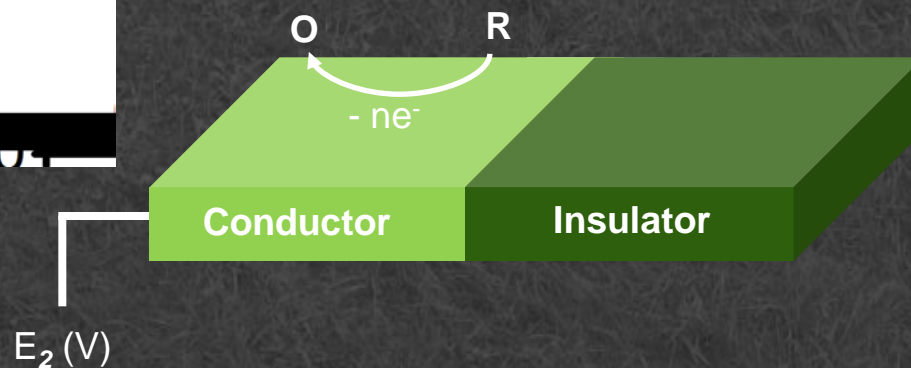 O R
- ne⁻
Conductor Insulator
E₂ (V)